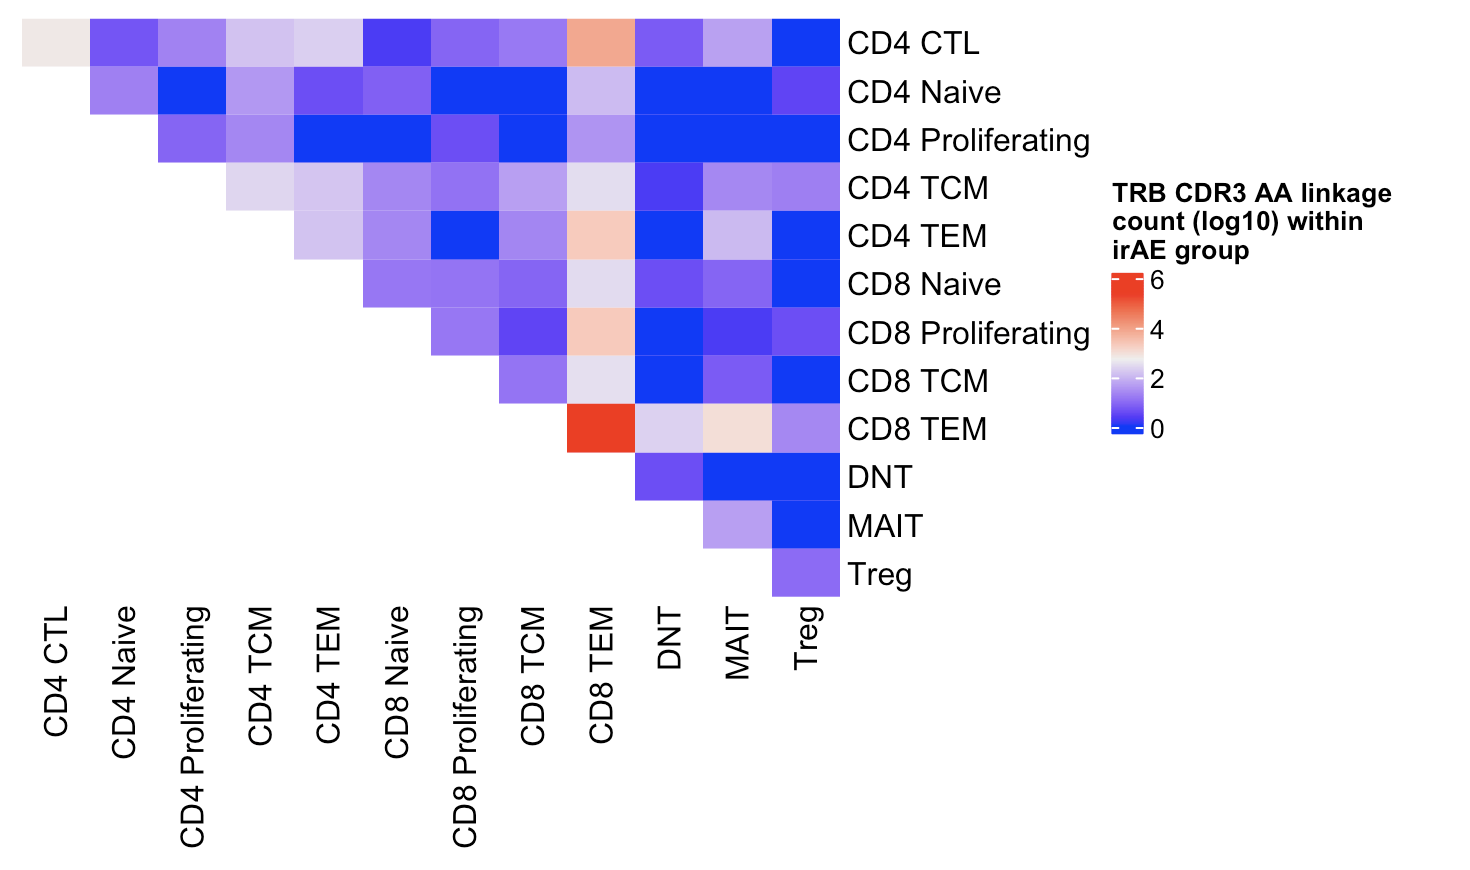 CD4 CTL
CD4 Naive
CD4 Proliferating
CD4 TCM
CD4 TEM
CD8 Naive
CD8 Proliferating
CD8 TCM
CD8 TEM
DNT
MAIT
Treg
TRB CDR3 AA linkage
count (log10) within
irAE group
6
4
2
0
CD4 CTL
CD4 Naive
CD4 Proliferating
CD4 TCM
CD4 TEM
CD8 Naive
CD8 Proliferating
CD8 TCM
CD8 TEM
DNT
MAIT
Treg